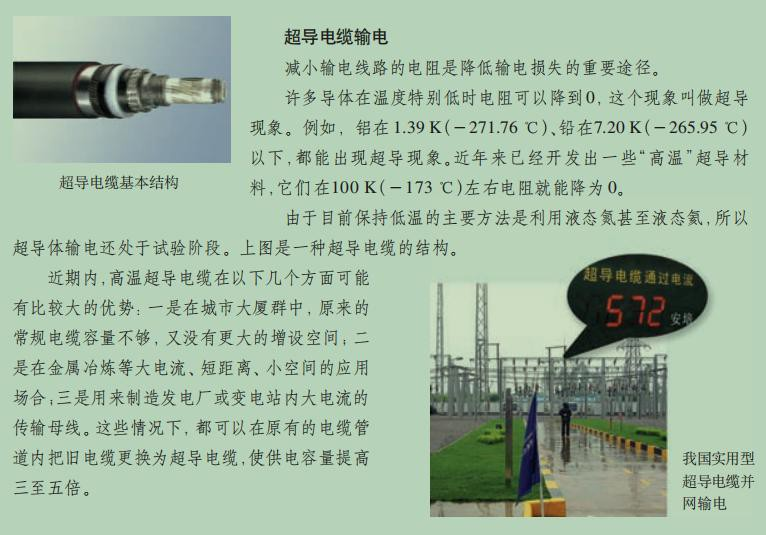 超导电缆输电
减小输电线路的电阻是降低输电损失的重要途径。
许多导体在温度特别低时电阻可以降到0，这个现象叫做超导
现象。例如，铝在1.39 K(－271.76 ℃)、铅在7.20 K(－265.95 ℃)
以下，都能出现超导现象。近年来已经开发出一些“高温”超导材
料，它们在100 K(－173 ℃)左右电阻就能降为 0。
超导电缆基本结构
由于目前保持低温的主要方法是利用液态氮甚至液态氦，所以
超导体输电还处于试验阶段。上图是一种超导电缆的结构。
近期内，高温超导电缆在以下几个方面可能
有比较大的优势：一是在城市大厦群中，原来的
常规电缆容量不够，又没有更大的增设空间；二
是在金属冶炼等大电流、短距离、小空间的应用
场合；三是用来制造发电厂或变电站内大电流的
传输母线。这些情况下，都可以在原有的电缆管
道内把旧电缆更换为超导电缆，使供电容量提高
三至五倍。
超导电缆通过电流
572 安培
我国实用型
超导电缆并
网输电